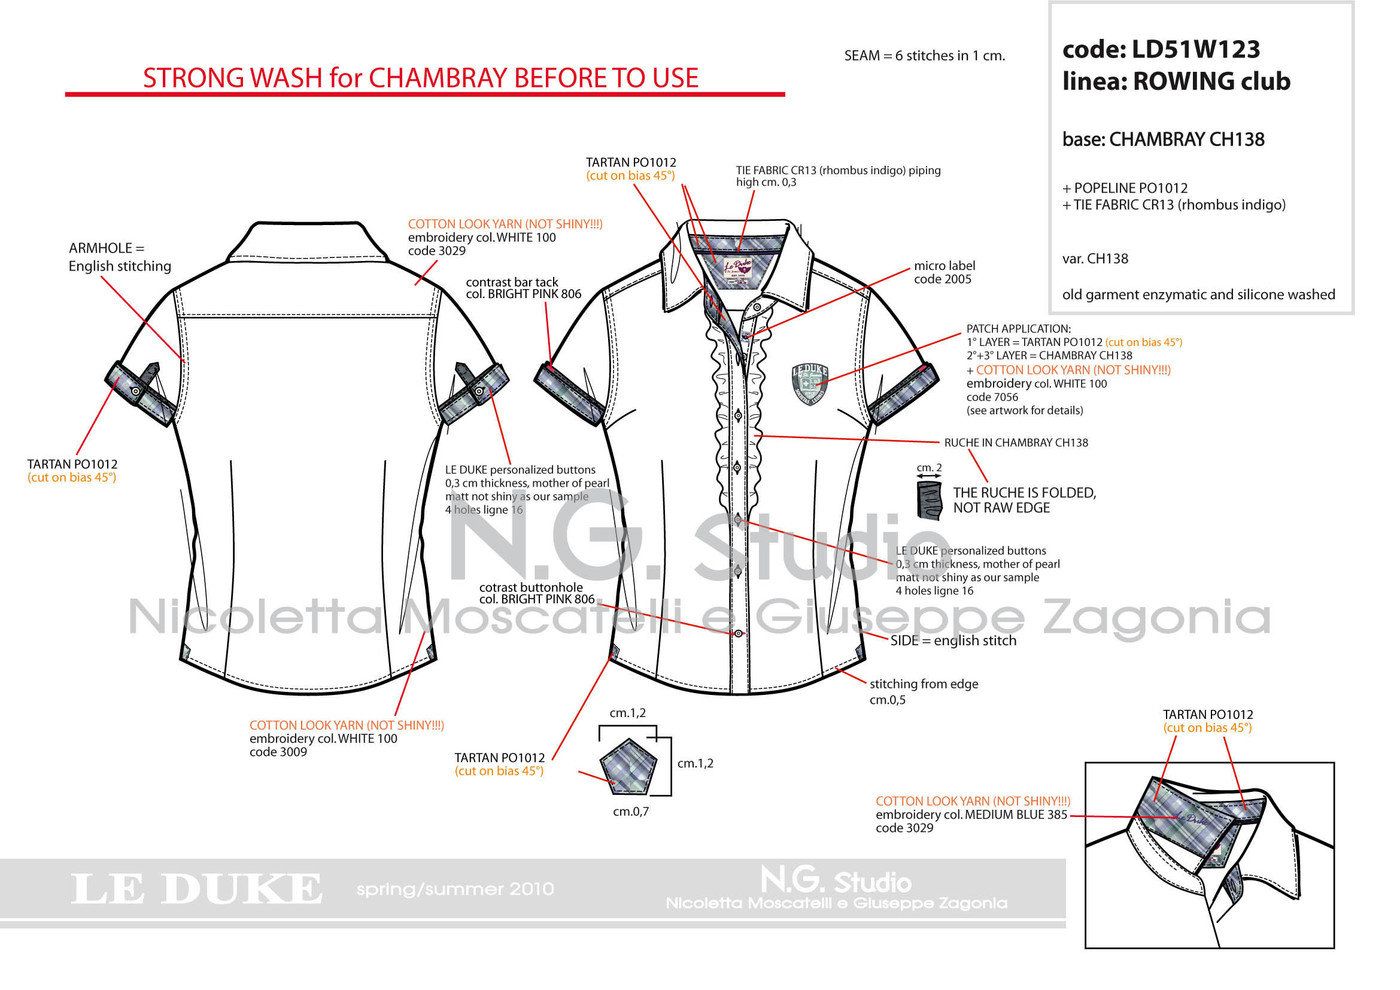 STRONG WASH for CHAMBRAY BEFORE TO USE
SEAM = 6 stitches in 1 cm.
code: LD51W123
linea: ROWING club
base: CHAMBRAY CH138
+ POPELINE PO1012
+ TIE FABRIC CR13 (rhombus indigo)
var. CH138
old garment enzymatic and silicone washed
TARTAN PO1012
(cut on bias 45°)
TIE FABRIC CR13 (rhombus indigo) piping
high cm. 0,3
COTTON LOOK YARN (NOT SHINY!!!)
embroidery col. WHITE 100
code 3029
ARMHOLE =
English stitching
contrast bar tack
col. BRIGHT PINK 806
micro label
code 2005
Le Duke
PATCH APPLICATION:
1° LAYER = TARTAN PO1012 (cut on bias 45°)
2°+3° LAYER = CHAMBRAY CH138
+ COTTON LOOK YARN (NOT SHINY!!!)
embroidery col. WHITE 100
code 7056
(see artwork for details)
LE DUKE
RUCHE IN CHAMBRAY CH138
TARTAN PO1012
(cut on bias 45°)
LE DUKE personalized buttons
0,3 cm thickness, mother of pearl
matt not shiny as our sample
4 holes ligne 16
cm. 2
THE RUCHE IS FOLDED,
NOT RAW EDGE
N.G. Studio
Nicoletta Moscatelli e Giuseppe Zagonia
LE DUKE personalized buttons
0,3 cm thickness, mother of pearl
matt not shiny as our sample
4 holes ligne 16
cotrast buttonhole
col. BRIGHT PINK 806
SIDE = english stitch
stitching from edge
cm.0,5
COTTON LOOK YARN (NOT SHINY!!!)
embroidery col. WHITE 100
code 3009
TARTAN PO1012
(cut on bias 45°)
cm.1,2
cm.1,2
cm.0,7
TARTAN PO1012
(cut on bias 45°)
COTTON LOOK YARN (NOT SHINY!!!)
embroidery col. MEDIUM BLUE 385
code 3029
Le Duke
LE DUKE
spring/summer 2010
N.G. Studio
Nicoletta Moscatelli e Giuseppe Zagonia